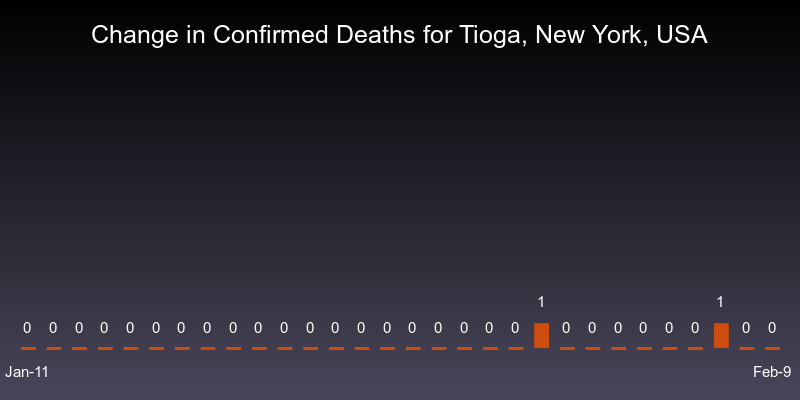 Change in Confirmed Deaths for Tioga, New York, USA
1 1
0 0 0 0 0 0 0 0 0 0 0 0 0 0 0 0 0 0 0 0 0 0 0 0 0 0 0 0
Jan-11 Feb-9